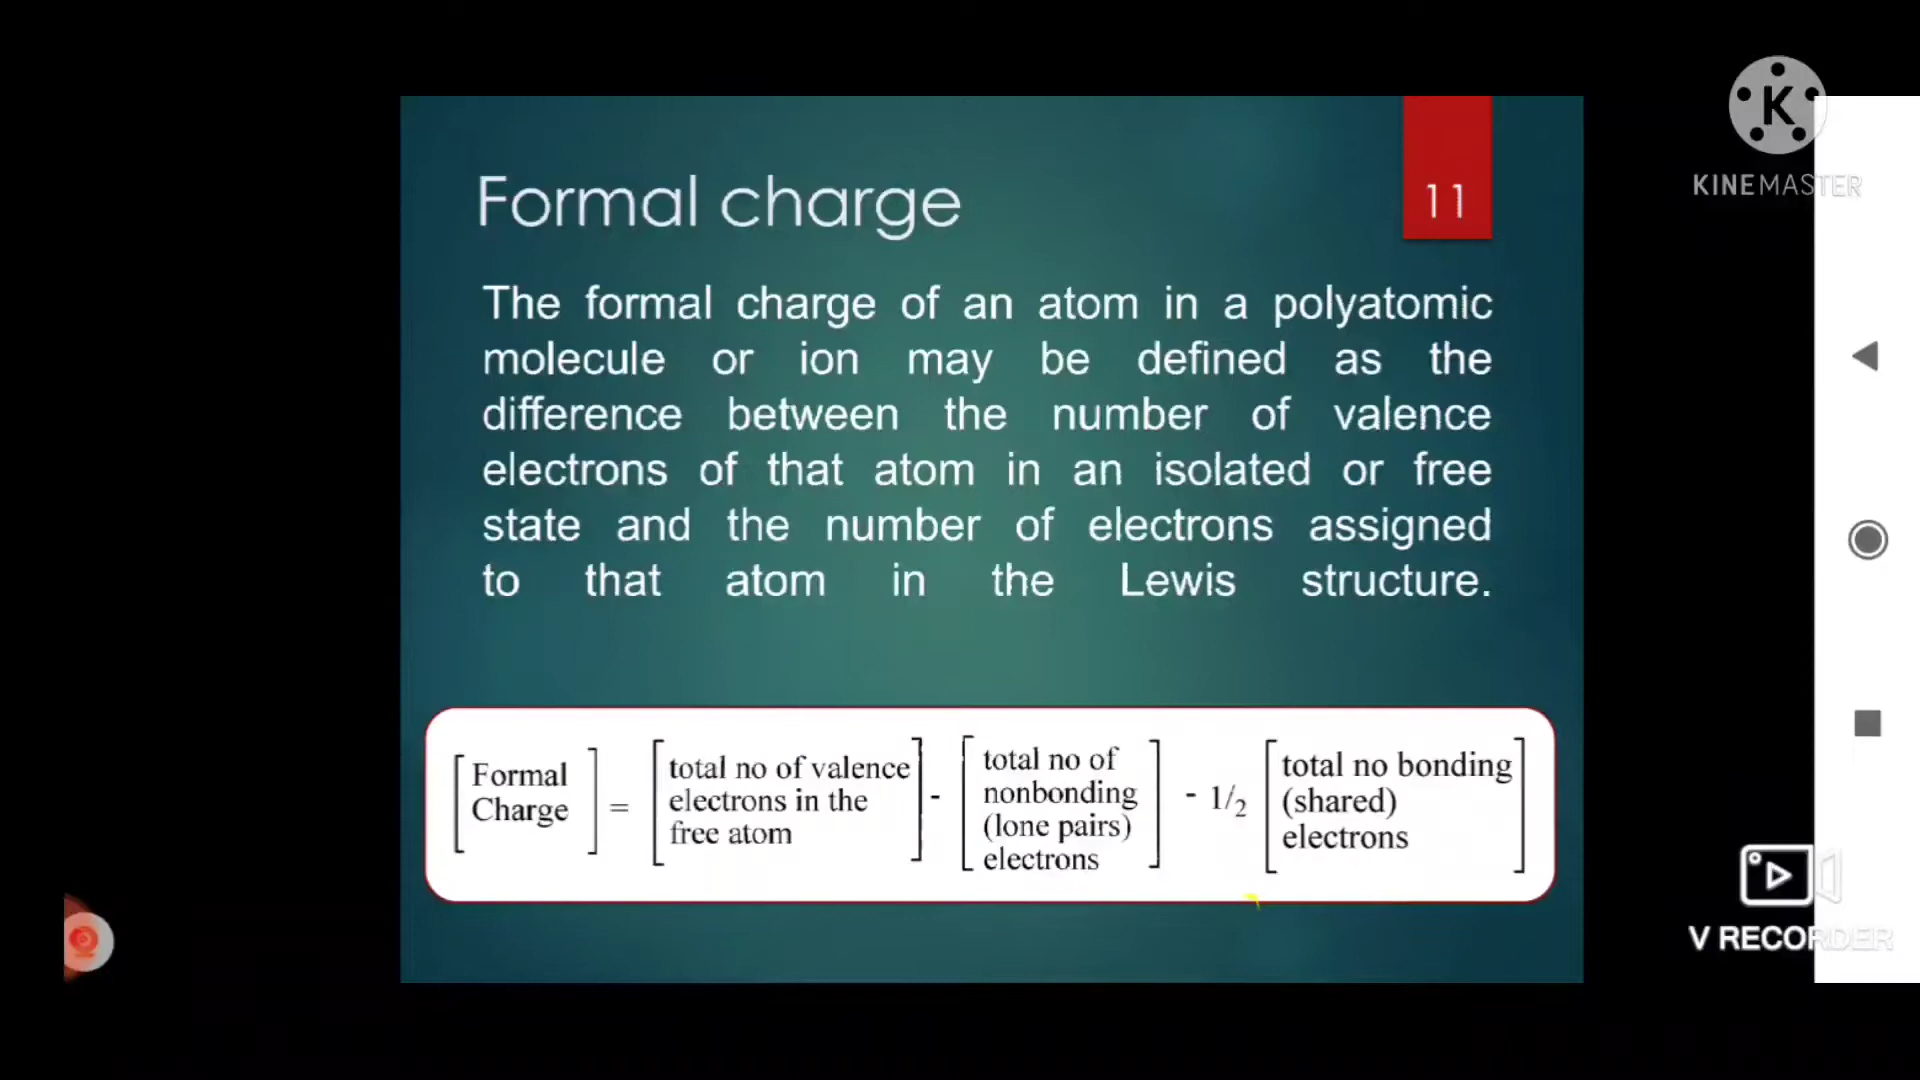 Formal charge
11
The formal charge of an atom in a polyatomic
molecule or ion may be defined as the
difference between the number of valence
electrons of that atom in an isolated or free
state and the number of electrons assigned
to that atom in the Lewis structure.
Formal
Charge
=
total no of valence
electrons in the
free atom
-
total no of
nonbonding
(lone pairs)
electrons
- 1/2
total no bonding
(shared)
electrons
K
KINEMASTER
V RECORDER